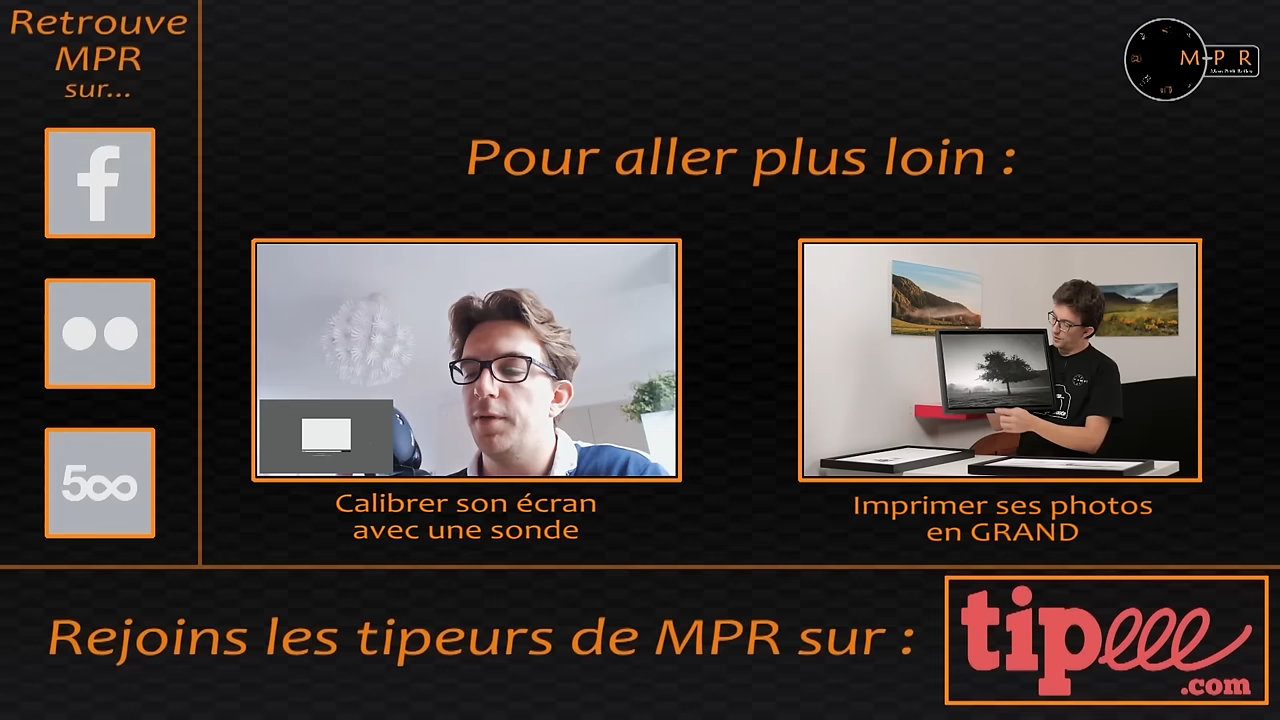 Retrouve
MPR
sur...
M-P R
Pour aller plus loin :
f
500
Calibrer son écran
avec une sonde
Imprimer ses photos
en GRAND
Rejoins les tipeurs de MPR sur :
tipeee
.com